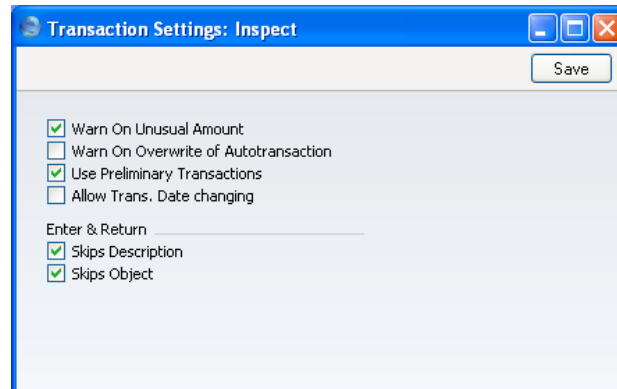 Transaction Settings: Inspect
Save
Warn On Unusual Amount
Warn On Overwrite of Autotransaction
Use Preliminary Transactions
Allow Trans. Date changing
Enter & Return
Skips Description
Skips Object